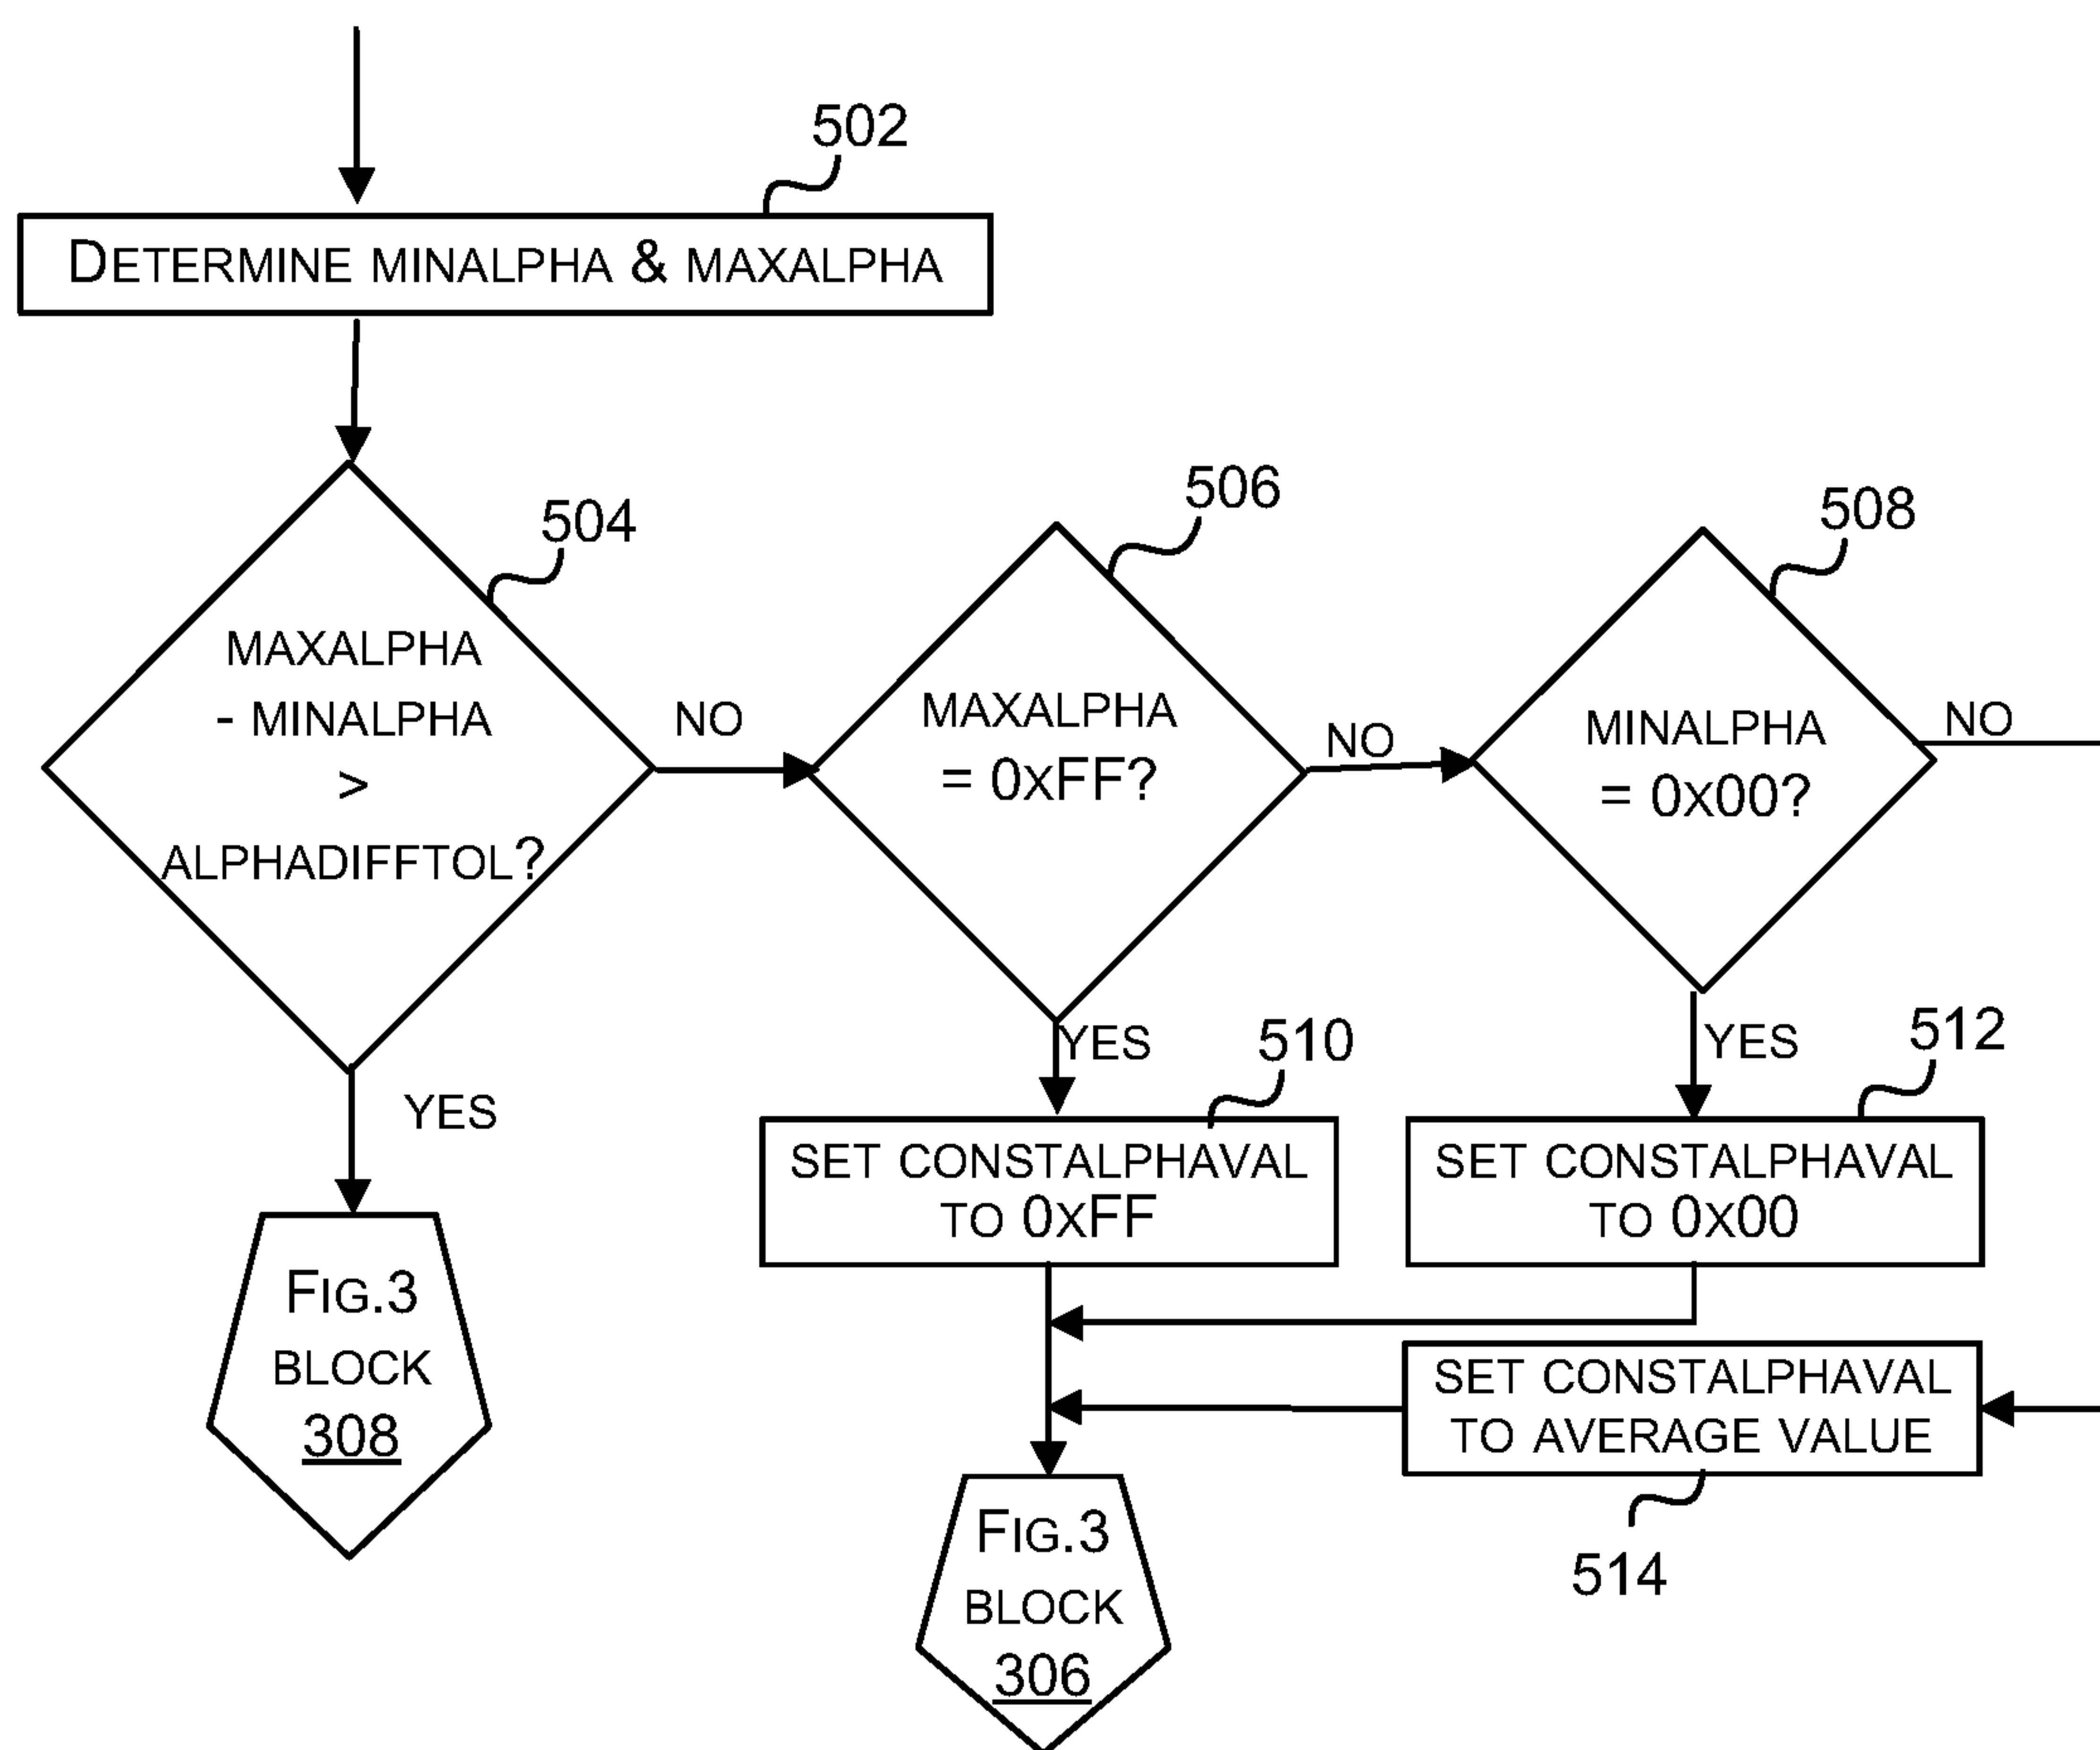 502
DETERMINE MINALPHA & MAXALPHA
504
MAXALPHA
- MINALPHA
>
ALPHADIFFTOL?
NO
YES
506
MAXALPHA
= 0XFF?
NO
YES
508
MINALPHA
= 0X00?
NO
YES
510
SET CONSTALPHAVAL
TO 0XFF
512
SET CONSTALPHAVAL
TO 0X00
SET CONSTALPHAVAL
TO AVERAGE VALUE
514
FIG.3
BLOCK
308
FIG.3
BLOCK
306